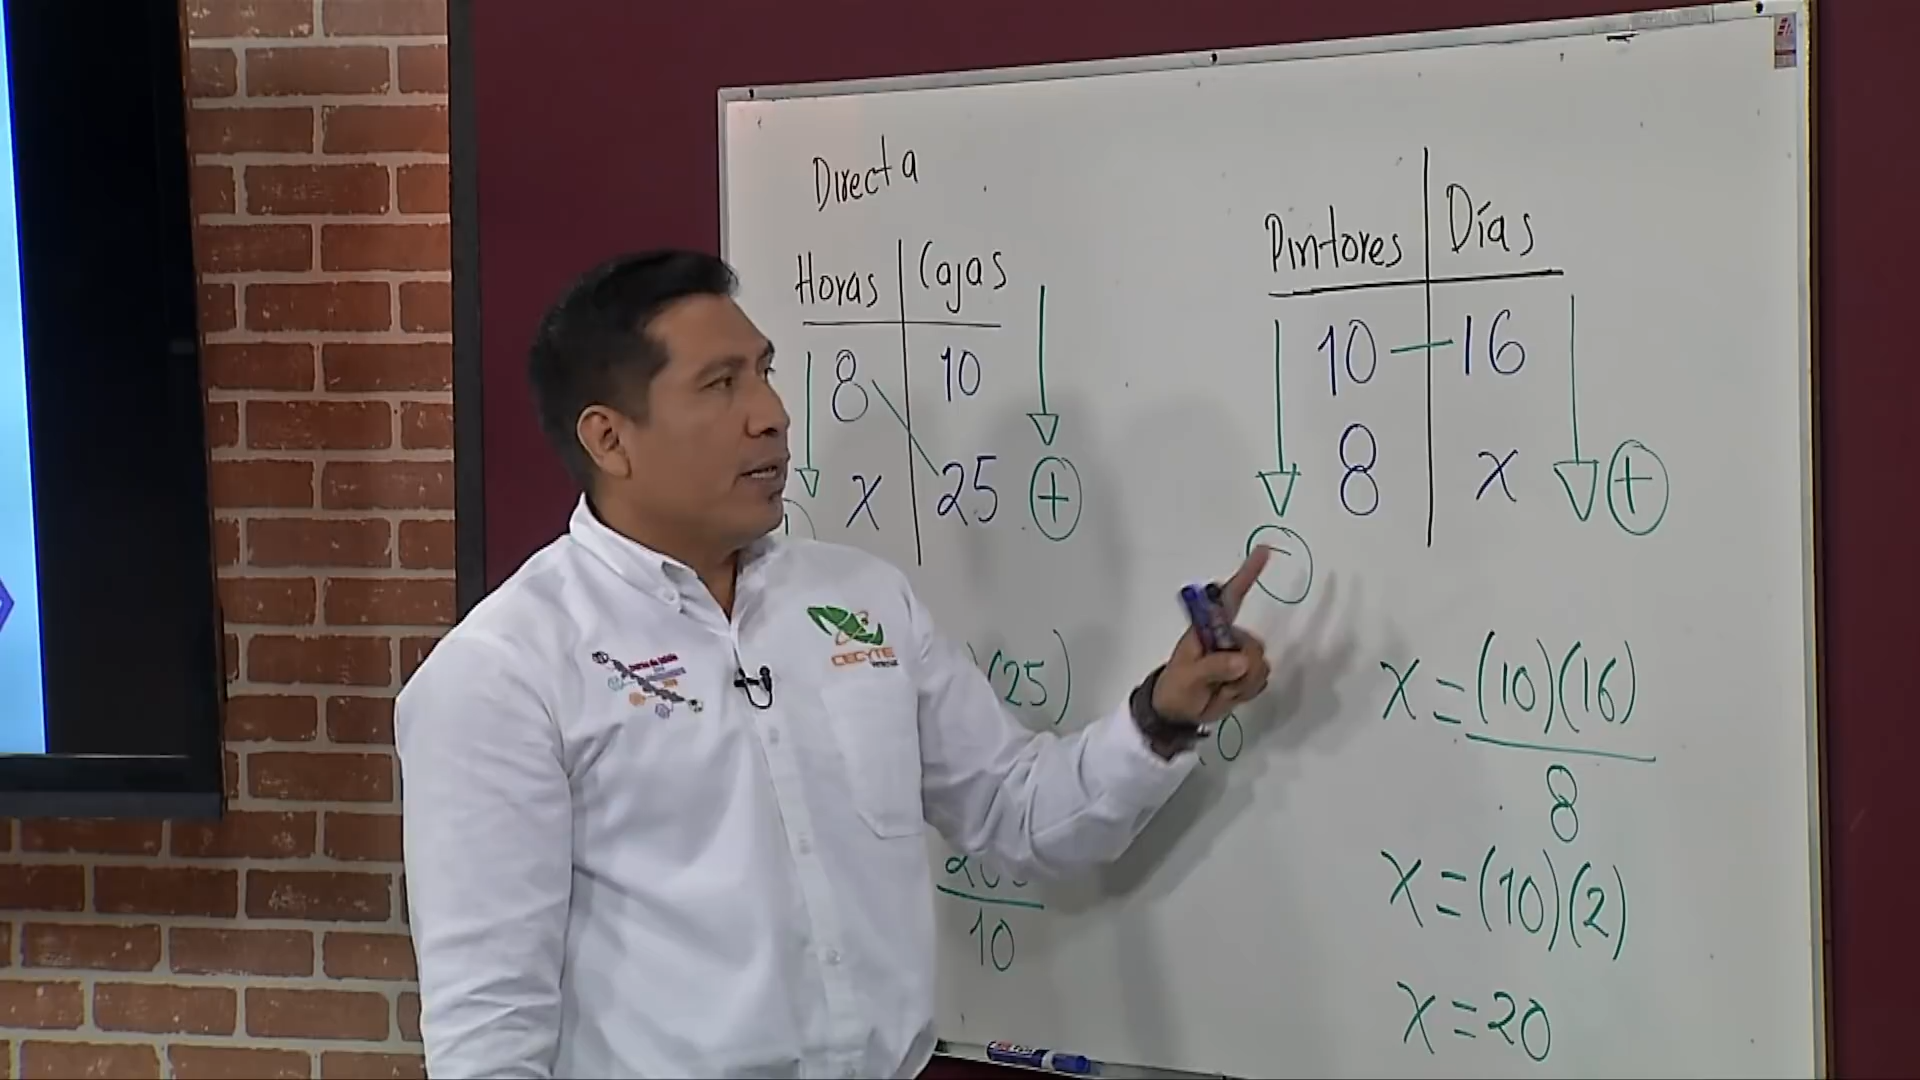 Directa
Horas Cajas
8 10
x 25 +
(25)
10
Pintores Días
10 16
8 x +
x = (10)(16)
8
x = (10)(2)
x = 20
CECYTE